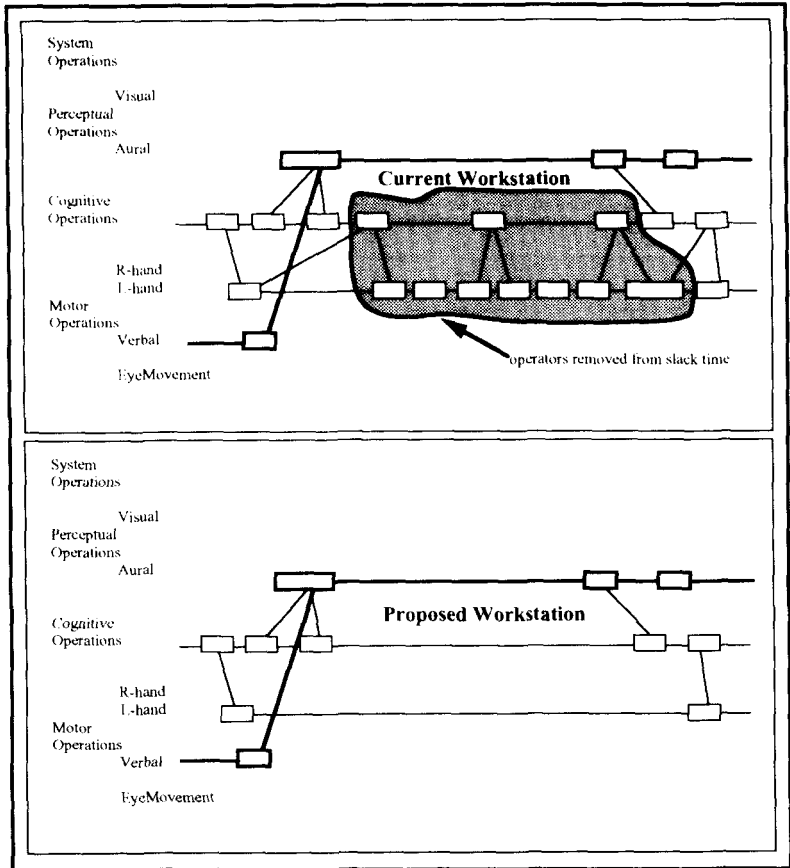 System
Operations
Visual
Perceptual
Operations
Aural
Current Workstation
Cognitive
Operations
R-hand
L-hand
Motor
Operations
Verbal
operators removed from slack time
EyeMovement
System
Operations
Visual
Perceptual
Operations
Aural
Proposed Workstation
Cognitive
Operations
R-hand
L-hand
Motor
Operations
Verbal
EyeMovement